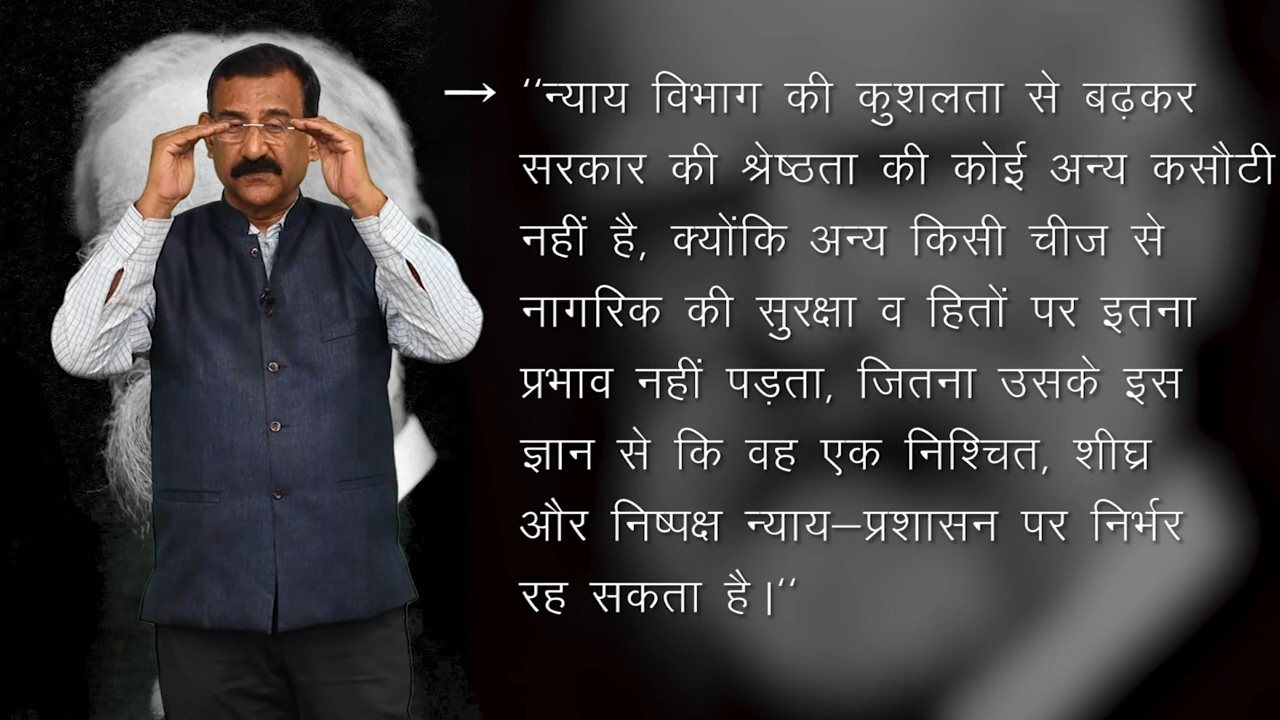 → ‘‘न्याय विभाग की कुशलता से बढ़कर
सरकार की श्रेष्ठता की कोई अन्य कसौटी
नहीं है, क्योंकि अन्य किसी चीज से
नागरिक की सुरक्षा व हितों पर इतना
प्रभाव नहीं पड़ता, जितना उसके इस
ज्ञान से कि वह एक निश्चित, शीघ्र
और निष्पक्ष न्याय–प्रशासन पर निर्भर
रह सकता है।‘‘